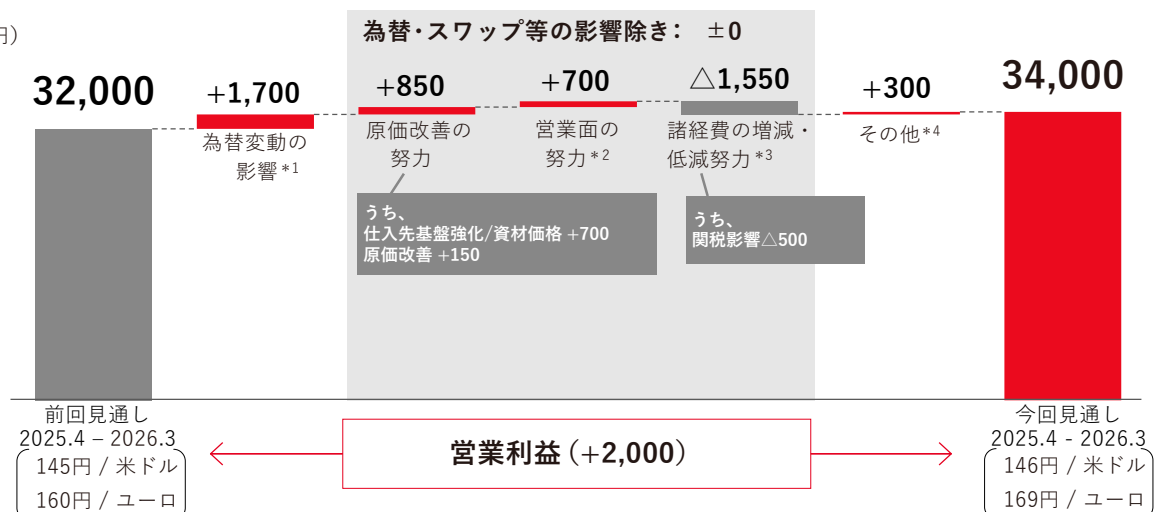 円）
為替・スワップ等の影響除き： ±0
32,000
+1,700
+850
+700
△1,550
+300
34,000
為替変動の
影響*1
原価改善の
努力
営業面の
努力*2
諸経費の増減・
低減努力*3
その他*4
うち、
仕入先基盤強化/資材価格 +700
原価改善 +150
うち、
関税影響△500
前回見通し
2025.4 – 2026.3
145円 / 米ドル
160円 / ユーロ
営業利益（+2,000）
今回見通し
2025.4 - 2026.3
146円 / 米ドル
169円 / ユーロ